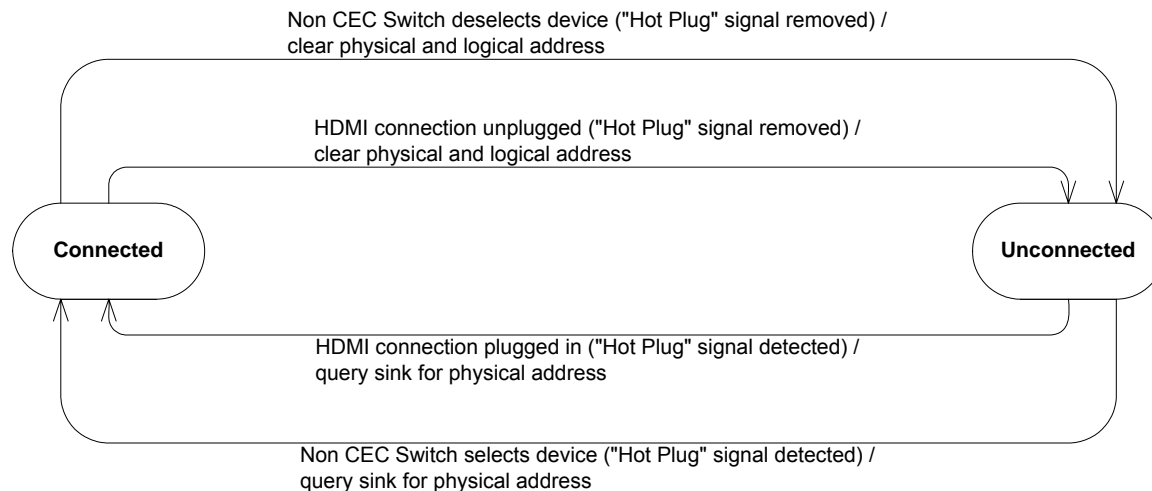 Non CEC Switch deselects device ("Hot Plug" signal removed) /
clear physical and logical address
HDMI connection unplugged ("Hot Plug" signal removed) /
clear physical and logical address
Connected
Unconnected
HDMI connection plugged in ("Hot Plug" signal detected) /
query sink for physical address
Non CEC Switch selects device ("Hot Plug" signal detected) /
query sink for physical address